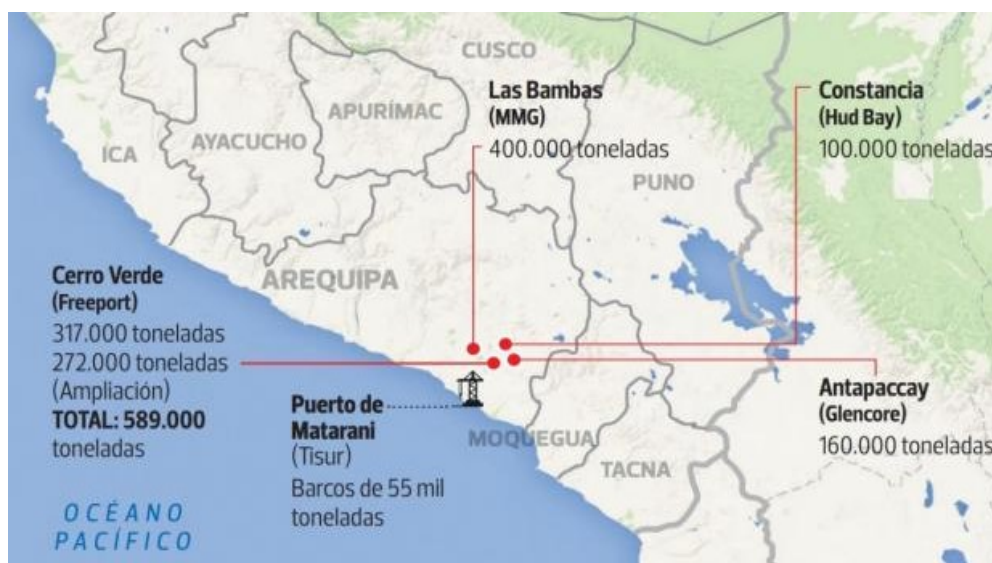 CUSCO
Las Bambas
(MMG)
400.000 toneladas
Constancia
(Hud Bay)
100.000 toneladas
APURÍMAC
AYACUCHO
ICA
PUNO
AREQUIPA
Cerro Verde
(Freeport)
317.000 toneladas
272.000 toneladas
(Ampliación)
TOTAL: 589.000
toneladas
Puerto de
Matarani
(Tisur)
Barcos de 55 mil
toneladas
MOQUEGUA
TACNA
Antapaccay
(Glencore)
160.000 toneladas
OCÉANO
PACÍFICO